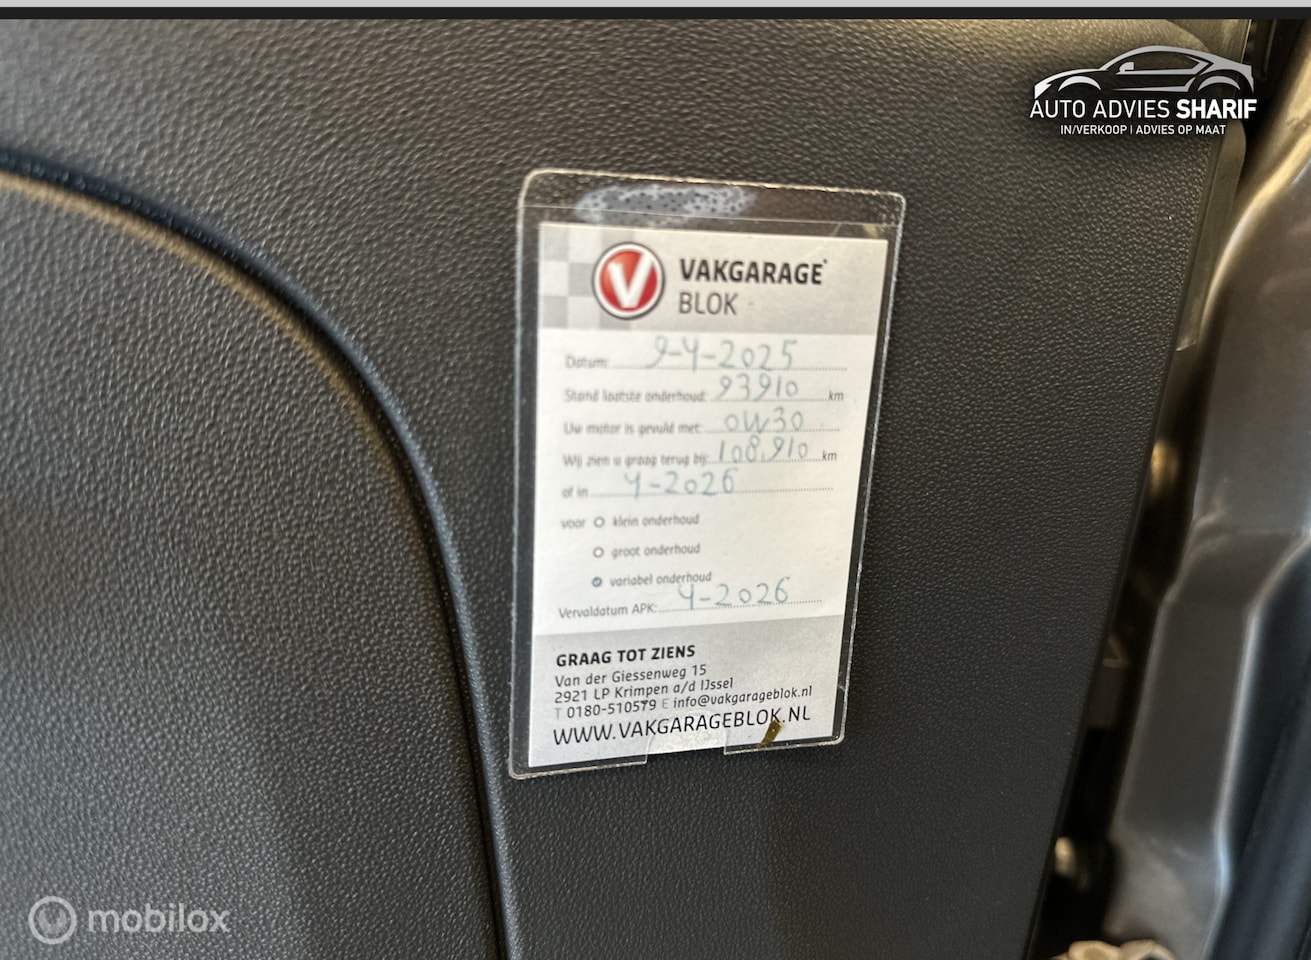 AUTO ADVIES SHARIF
IN/VERKOOP | ADVIES OP MAAT
VAKGARAGE
BLOK
Datum: 9-4-2025
Stand laatste onderhoud: 93910 km
Uw motor is gevuld met: 0W30
Wij zien u graag terug bij: 108.910 km
of in 4-2026
voor klein onderhoud
groot onderhoud
variabel onderhoud
Vervaldatum APK: 4-2026
GRAAG TOT ZIENS
Van der Giessenweg 15
2921 LP Krimpen a/d IJssel
T 0180-510579 E info@vakgarageblok.nl
WWW.VAKGARAGEBLOK.NL
mobilox